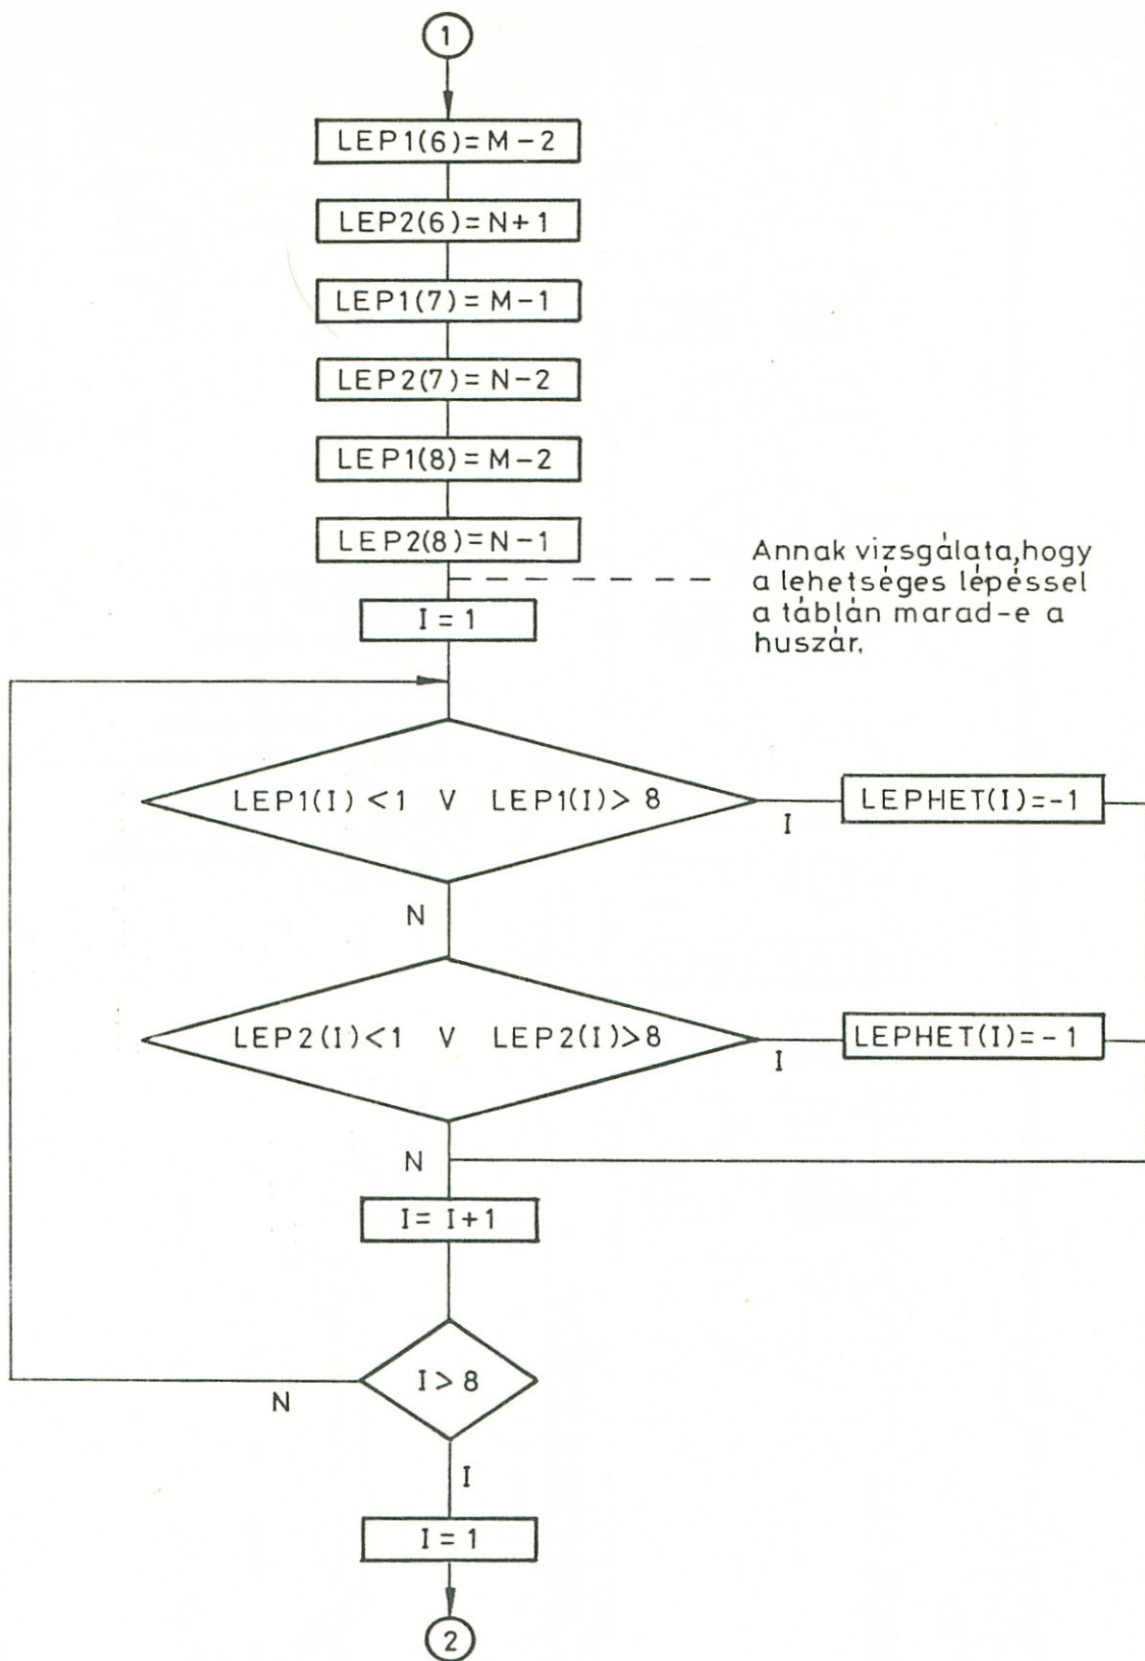 1
LEP1(6)=M-2
LEP2(6)=N+1
LEP1(7)=M-1
LEP2(7)=N-2
LEP1(8)=M-2
LEP2(8)=N-1
Annak vizsgálata,hogy
a lehetséges lépéssel
a táblán marad-e a
huszár.
I=1
LEP1(I)<1 V LEP1(I)>8
I
LEPHET(I)=-1
N
LEP2(I)<1 V LEP2(I)>8
I
LEPHET(I)=-1
N
I=I+1
I>8
N
I
I=1
2